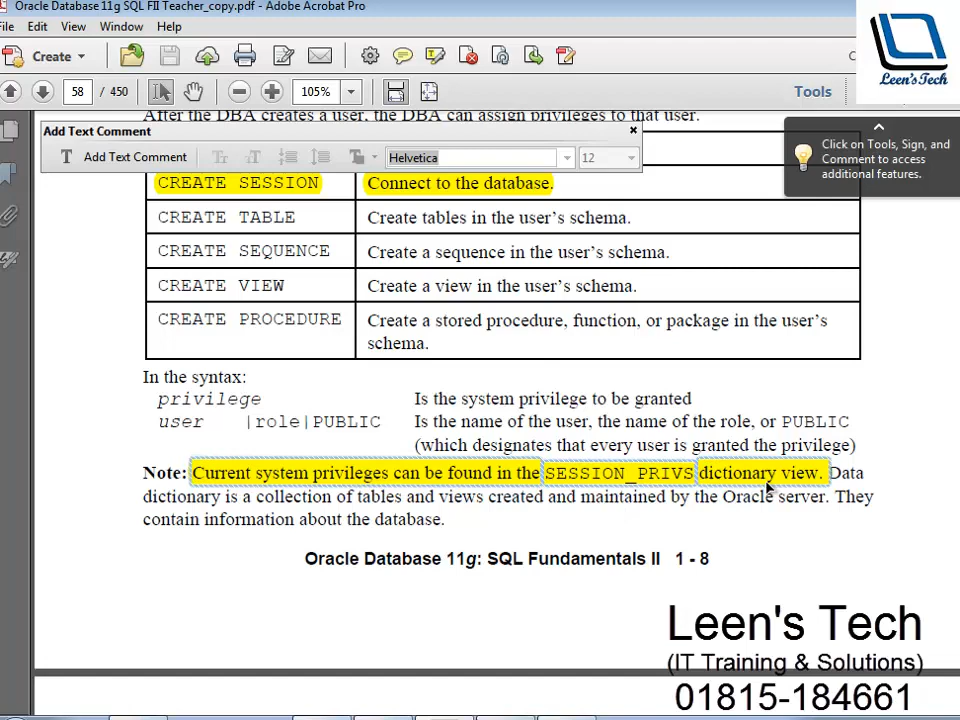 Oracle Database 11g SQL FII Teacher_copy.pdf - Adobe Acrobat Pro
File Edit View Window Help
Create
58 / 450 105% Tools
Leen'sTech
After the DBA creates a user, the DBA can assign privileges to that user.
Add Text Comment
Add Text Comment Helvetica 12
Click on Tools, Sign, and
Comment to access
additional features.
CREATE SESSION Connect to the database.
CREATE TABLE Create tables in the user's schema.
CREATE SEQUENCE Create a sequence in the user's schema.
CREATE VIEW Create a view in the user's schema.
CREATE PROCEDURE Create a stored procedure, function, or package in the user's
schema.
In the syntax:
privilege Is the system privilege to be granted
user |role|PUBLIC Is the name of the user, the name of the role, or PUBLIC
(which designates that every user is granted the privilege)
Note: Current system privileges can be found in the SESSION_PRIVS dictionary view. Data
dictionary is a collection of tables and views created and maintained by the Oracle server. They
contain information about the database.
Oracle Database 11g: SQL Fundamentals II 1 - 8
Leen's Tech
(IT Training & Solutions)
01815-184661